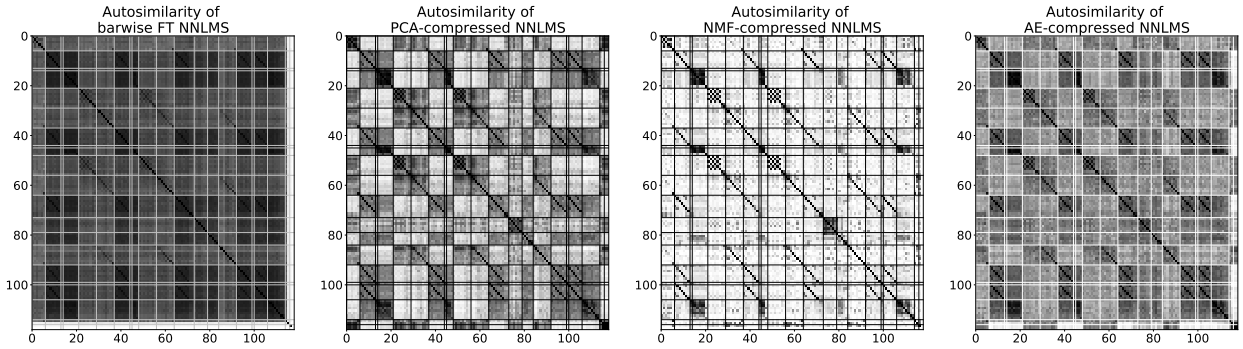 Autosimilarity of
barwise FT NNLMS
0
20
40
60
80
100
0 20 40 60 80 100
Autosimilarity of
PCA-compressed NNLMS
0
20
40
60
80
100
0 20 40 60 80 100
Autosimilarity of
NMF-compressed NNLMS
0
20
40
60
80
100
0 20 40 60 80 100
Autosimilarity of
AE-compressed NNLMS
0
20
40
60
80
100
0 20 40 60 80 100